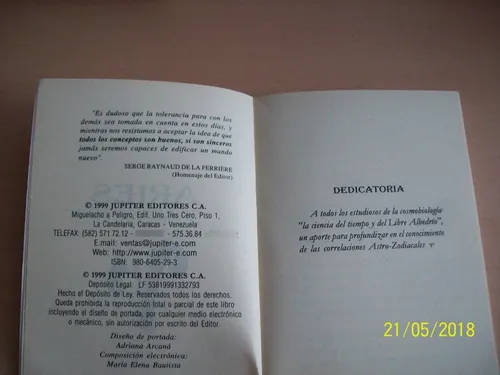 "Es dudoso que la tolerancia para con los
demás sea tomada en cuenta en estos días, y
mientras nos resistamos a aceptar la idea de que
todos los conceptos son buenos, si son sinceros
jamás seremos capaces de edificar un mundo
nuevo".
SERGE RAYNAUD DE LA FERRIÈRE
(Homenaje del Editor)
© 1999 JUPITER EDITORES C.A.
Miguelacho a Peligro, Edif. Uno Tres Cero, Piso 1,
La Candelaria, Caracas - Venezuela
TELEFAX: (582) 571.72.12 - 575.36.84
E.mail: ventas@jupiter-e.com
Web: http://www.jupiter-e.com
ISBN: 980-6405-29-3
© 1999 JUPITER EDITORES C.A.
Depósito Legal: LF 53819991332793
Hecho el Depósito de Ley. Reservados todos los derechos.
Queda prohibida la reproducción total o parcial de este libro
incluyendo el diseño de portada, por cualquier medio electrónico
o mecánico, sin autorización por escrito del Editor.
Diseño de portada:
Adriana Arcaná
Composición electrónica:
María Elena Bautista
DEDICATORIA
A todos los estudiosos de la cosmobiología
"la ciencia del tiempo y del Libre Albedrío",
un aporte para profundizar en el conocimiento
de las correlaciones Astro-Zodiacales
21/05/2018